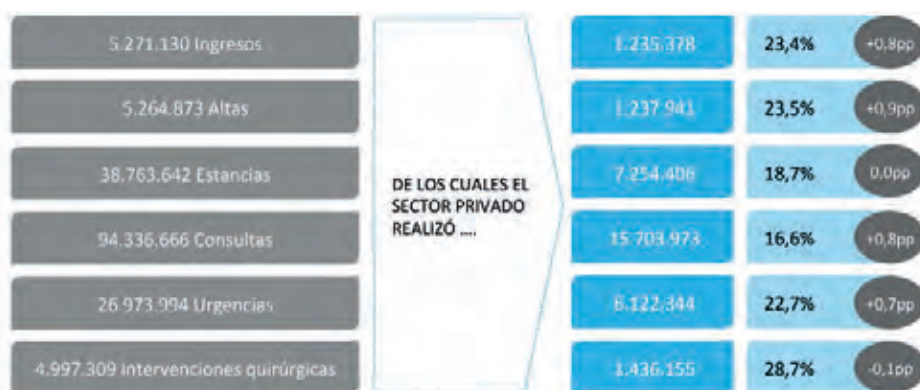 5.271.130 Ingresos
1.235.378
23,4%
+0,8pp
5.264.873 Altas
1.237.941
23,5%
+0,9pp
38.763.642 Estancias
7.254.406
18,7%
0,0pp
DE LOS CUALES EL
SECTOR PRIVADO
REALIZÓ ....
94.336.666 Consultas
15.703.973
16,6%
+0,8pp
26.973.994 Urgencias
6.122.344
22,7%
+0,7pp
4.997.309 intervenciones quirúrgicas
1.436.155
28,7%
-0,1pp